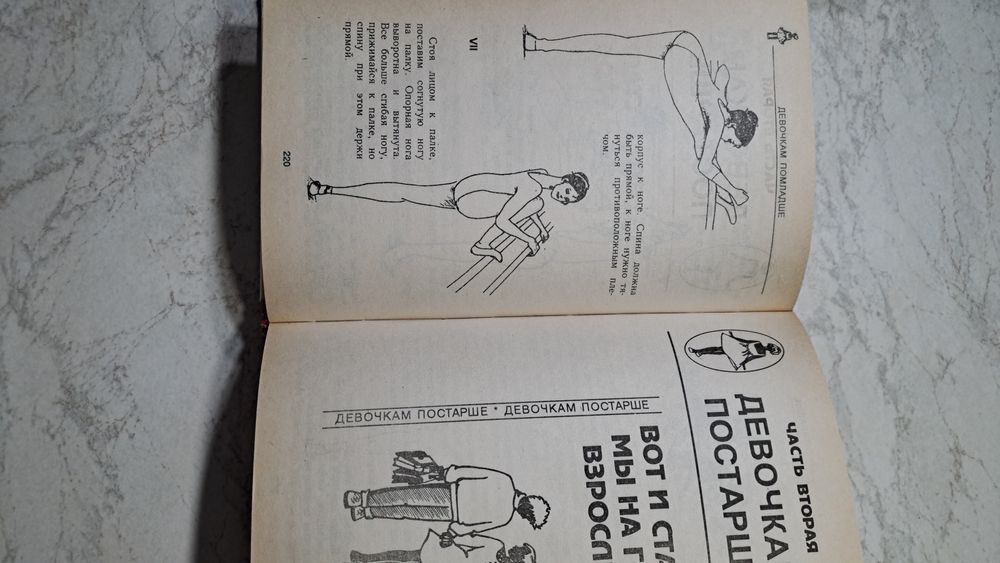 ДЕВОЧКАМ ПОМЛАДШЕ
корпус к ноге. Спина должна
быть прямой, к ноге нужно тя-
нуться противоположным пле-
чом.
VII
Стоя лицом к палке,
поставим согнутую ногу
на палку. Опорная нога
выворотна и вытянута.
Все больше сгибая ногу,
прижимайся к палке, но
спину при этом держи
прямой.
220
ЧАСТЬ ВТОРАЯ
ДЕВОЧКА
ПОСТАРШ
ВОТ И СТА
МЫ НА Г
ВЗРОСЛ
ДЕВОЧКАМ ПОСТАРШЕ * ДЕВОЧКАМ ПОСТАРШЕ